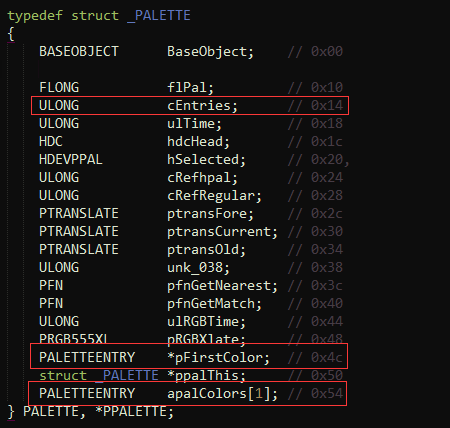 typedef struct _PALETTE
{
BASEOBJECT BaseObject; // 0x00
FLONG flPal; // 0x10
ULONG cEntries; // 0x14
ULONG ulTime; // 0x18
HDC hdcHead; // 0x1c
HDEVPPAL hSelected; // 0x20,
ULONG cRefhpal; // 0x24
ULONG cRefRegular; // 0x28
PTRANSLATE ptransFore; // 0x2c
PTRANSLATE ptransCurrent; // 0x30
PTRANSLATE ptransOld; // 0x34
ULONG unk_038; // 0x38
PFN pfnGetNearest; // 0x3c
PFN pfnGetMatch; // 0x40
ULONG ulRGBTime; // 0x44
PRGB555XL pRGBXlate; // 0x48
PALETTEENTRY *pFirstColor; // 0x4c
struct _PALETTE *ppalThis; // 0x50
PALETTEENTRY apalColors[1]; // 0x54
} PALETTE, *PPALETTE;